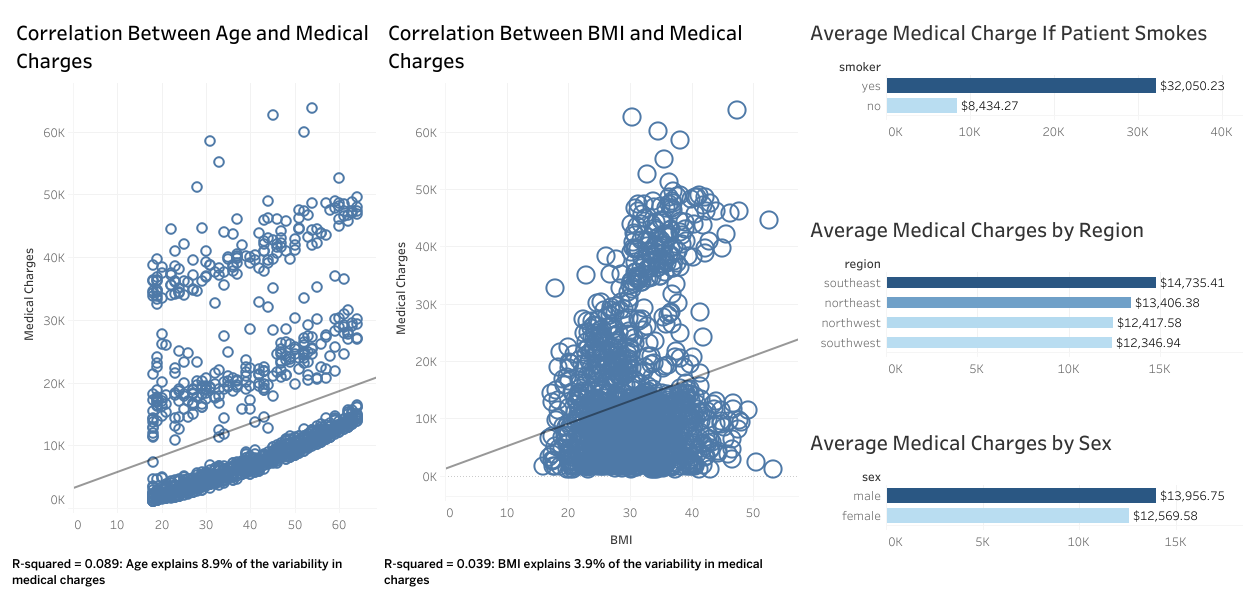 Correlation Between Age and Medical
Charges
60K
50K
40K
30K
20K
10K
0K
Medical Charges
0 10 20 30 40 50 60
R-squared = 0.089: Age explains 8.9% of the variability in
medical charges
Correlation Between BMI and Medical
Charges
60K
50K
40K
30K
20K
10K
0K
Medical Charges
0 10 20 30 40 50
BMI
R-squared = 0.039: BMI explains 3.9% of the variability in medical
charges
Average Medical Charge If Patient Smokes
smoker
yes $32,050.23
no $8,434.27
0K 10K 20K 30K 40K
Average Medical Charges by Region
region
southeast $14,735.41
northeast $13,406.38
northwest $12,417.58
southwest $12,346.94
0K 5K 10K 15K
Average Medical Charges by Sex
sex
male $13,956.75
female $12,569.58
0K 5K 10K 15K